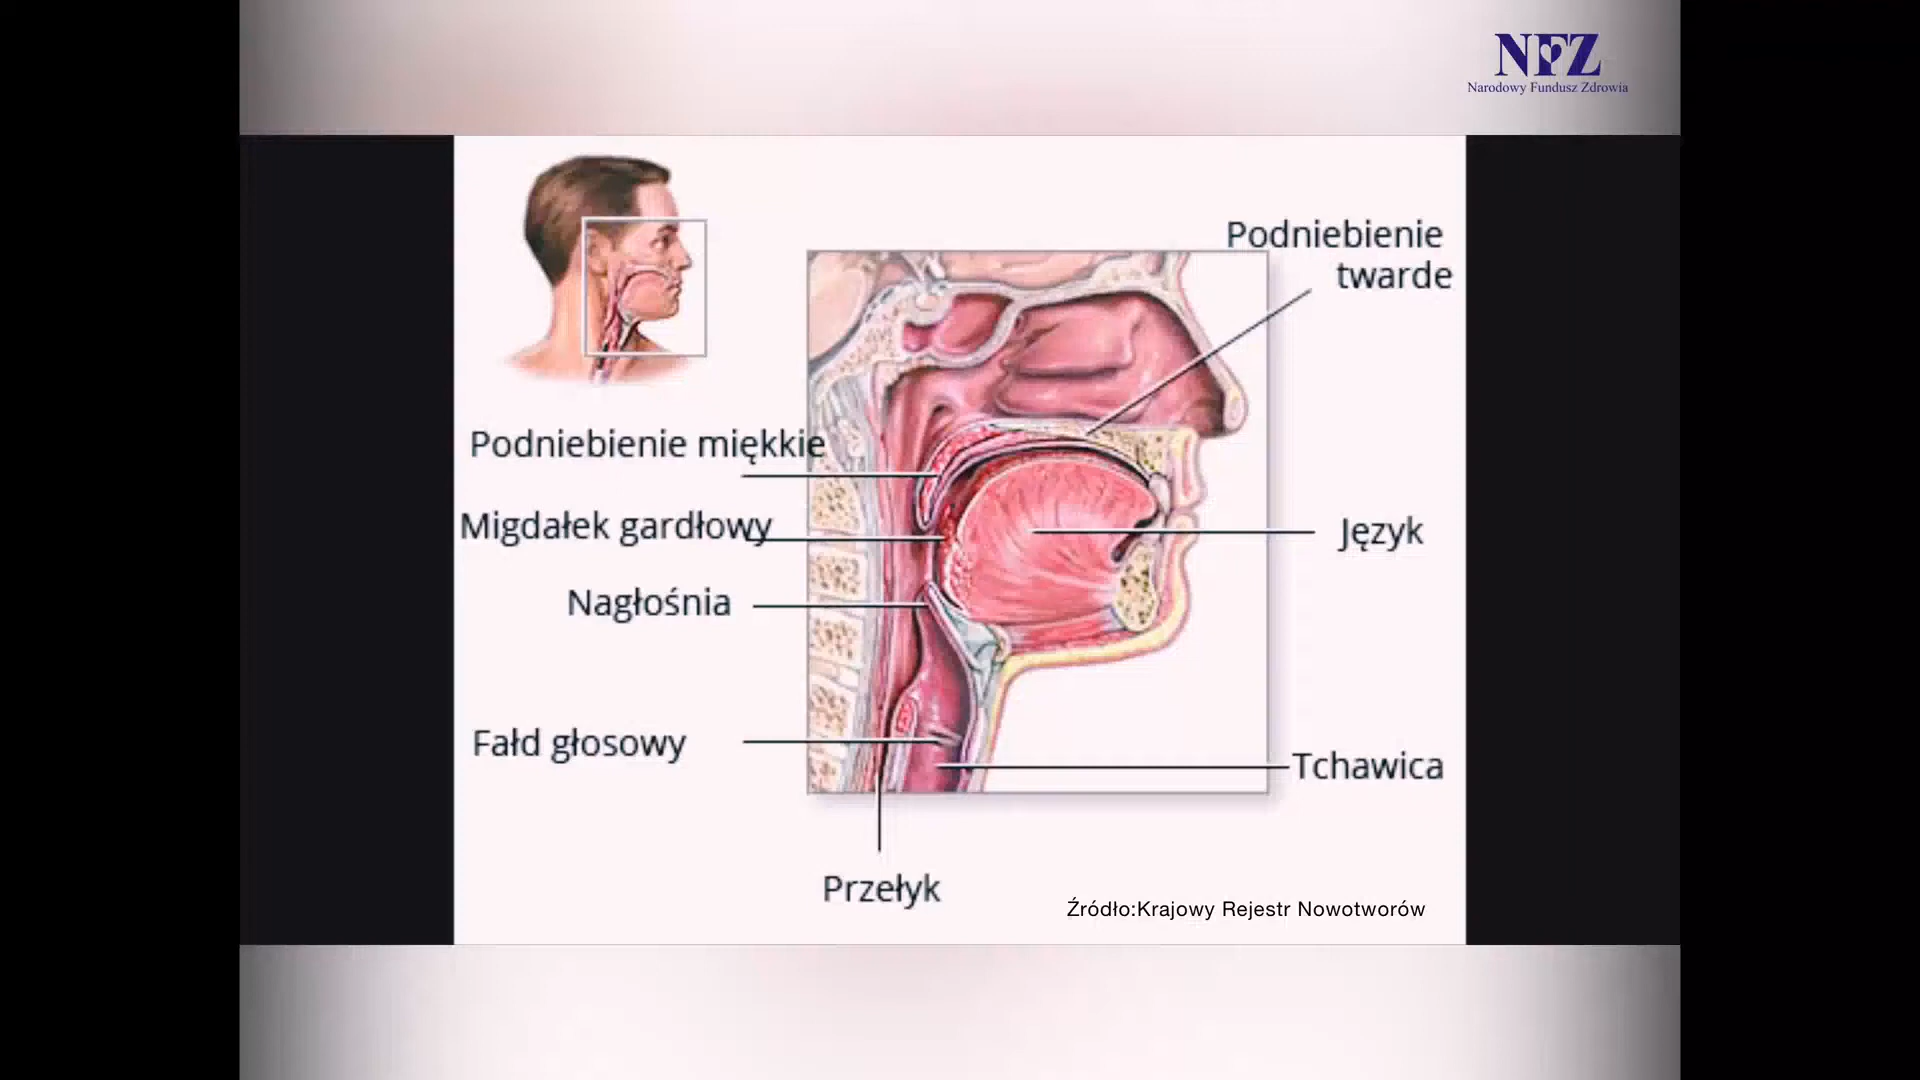 NFZ
Narodowy Fundusz Zdrowia
Podniebienie
twarde
Podniebienie miękkie
Migdałek gardłowy
Język
Nagłośnia
Fałd głosowy
Tchawica
Przełyk
Źródło:Krajowy Rejestr Nowotworów